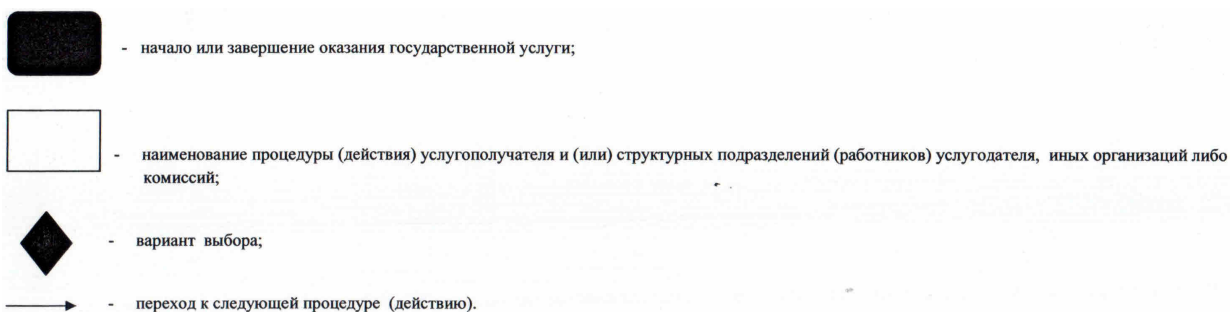 - начало или завершение оказания государственной услуги;
- наименование процедуры (действия) услугополучателя и (или) структурных подразделений (работников) услугодателя, иных организаций либо
комиссий;
- вариант выбора;
- переход к следующей процедуре (действию).